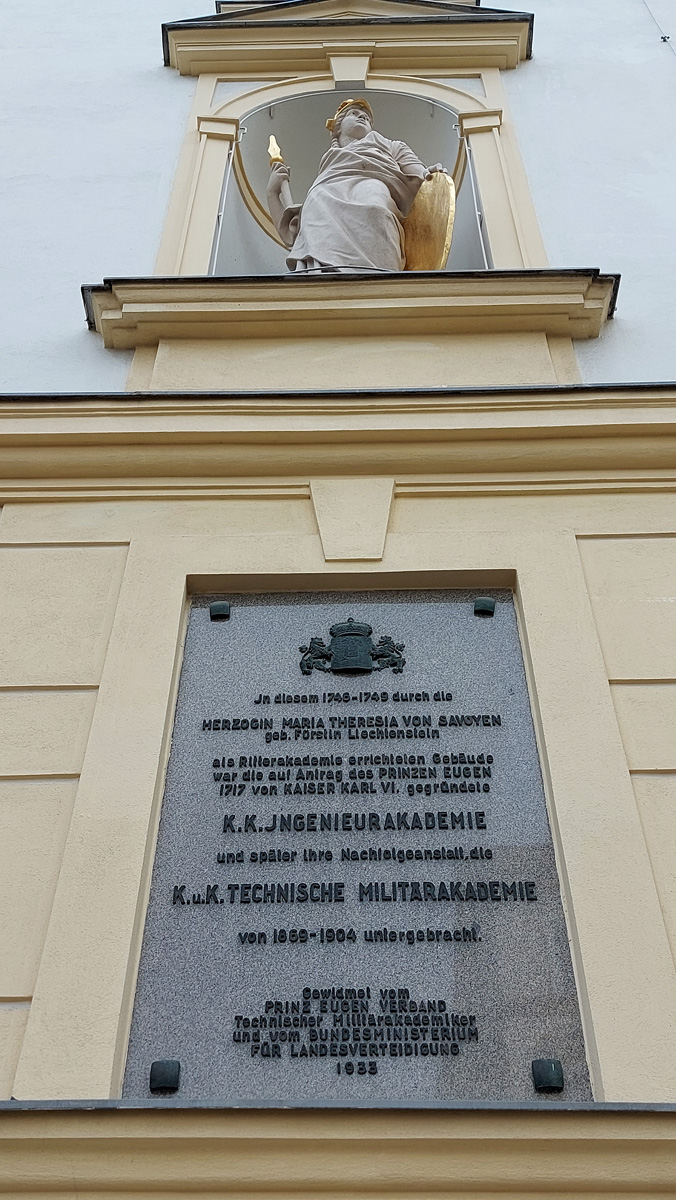 Jn diesem 1746-1749 durch die
HERZOGIN MARIA THERESIA VON SAVOYEN
geb. Fürstin Liechtenstein
als Ritterakademie errichteten Gebäude
war die auf Antrag des PRINZEN EUGEN
1717 von KAISER KARL VI. gegründete
K.K.JNGENIEURAKADEMIE
und später ihre Nachfolgeanstalt, die
K.u.K. TECHNISCHE MILITÄRAKADEMIE
von 1869-1904 untergebracht.
Gewidmet vom
PRINZ EUGEN VERBAND
Technischer Militärakademiker
und vom BUNDESMINISTERIUM
FÜR LANDESVERTEIDIGUNG
1933